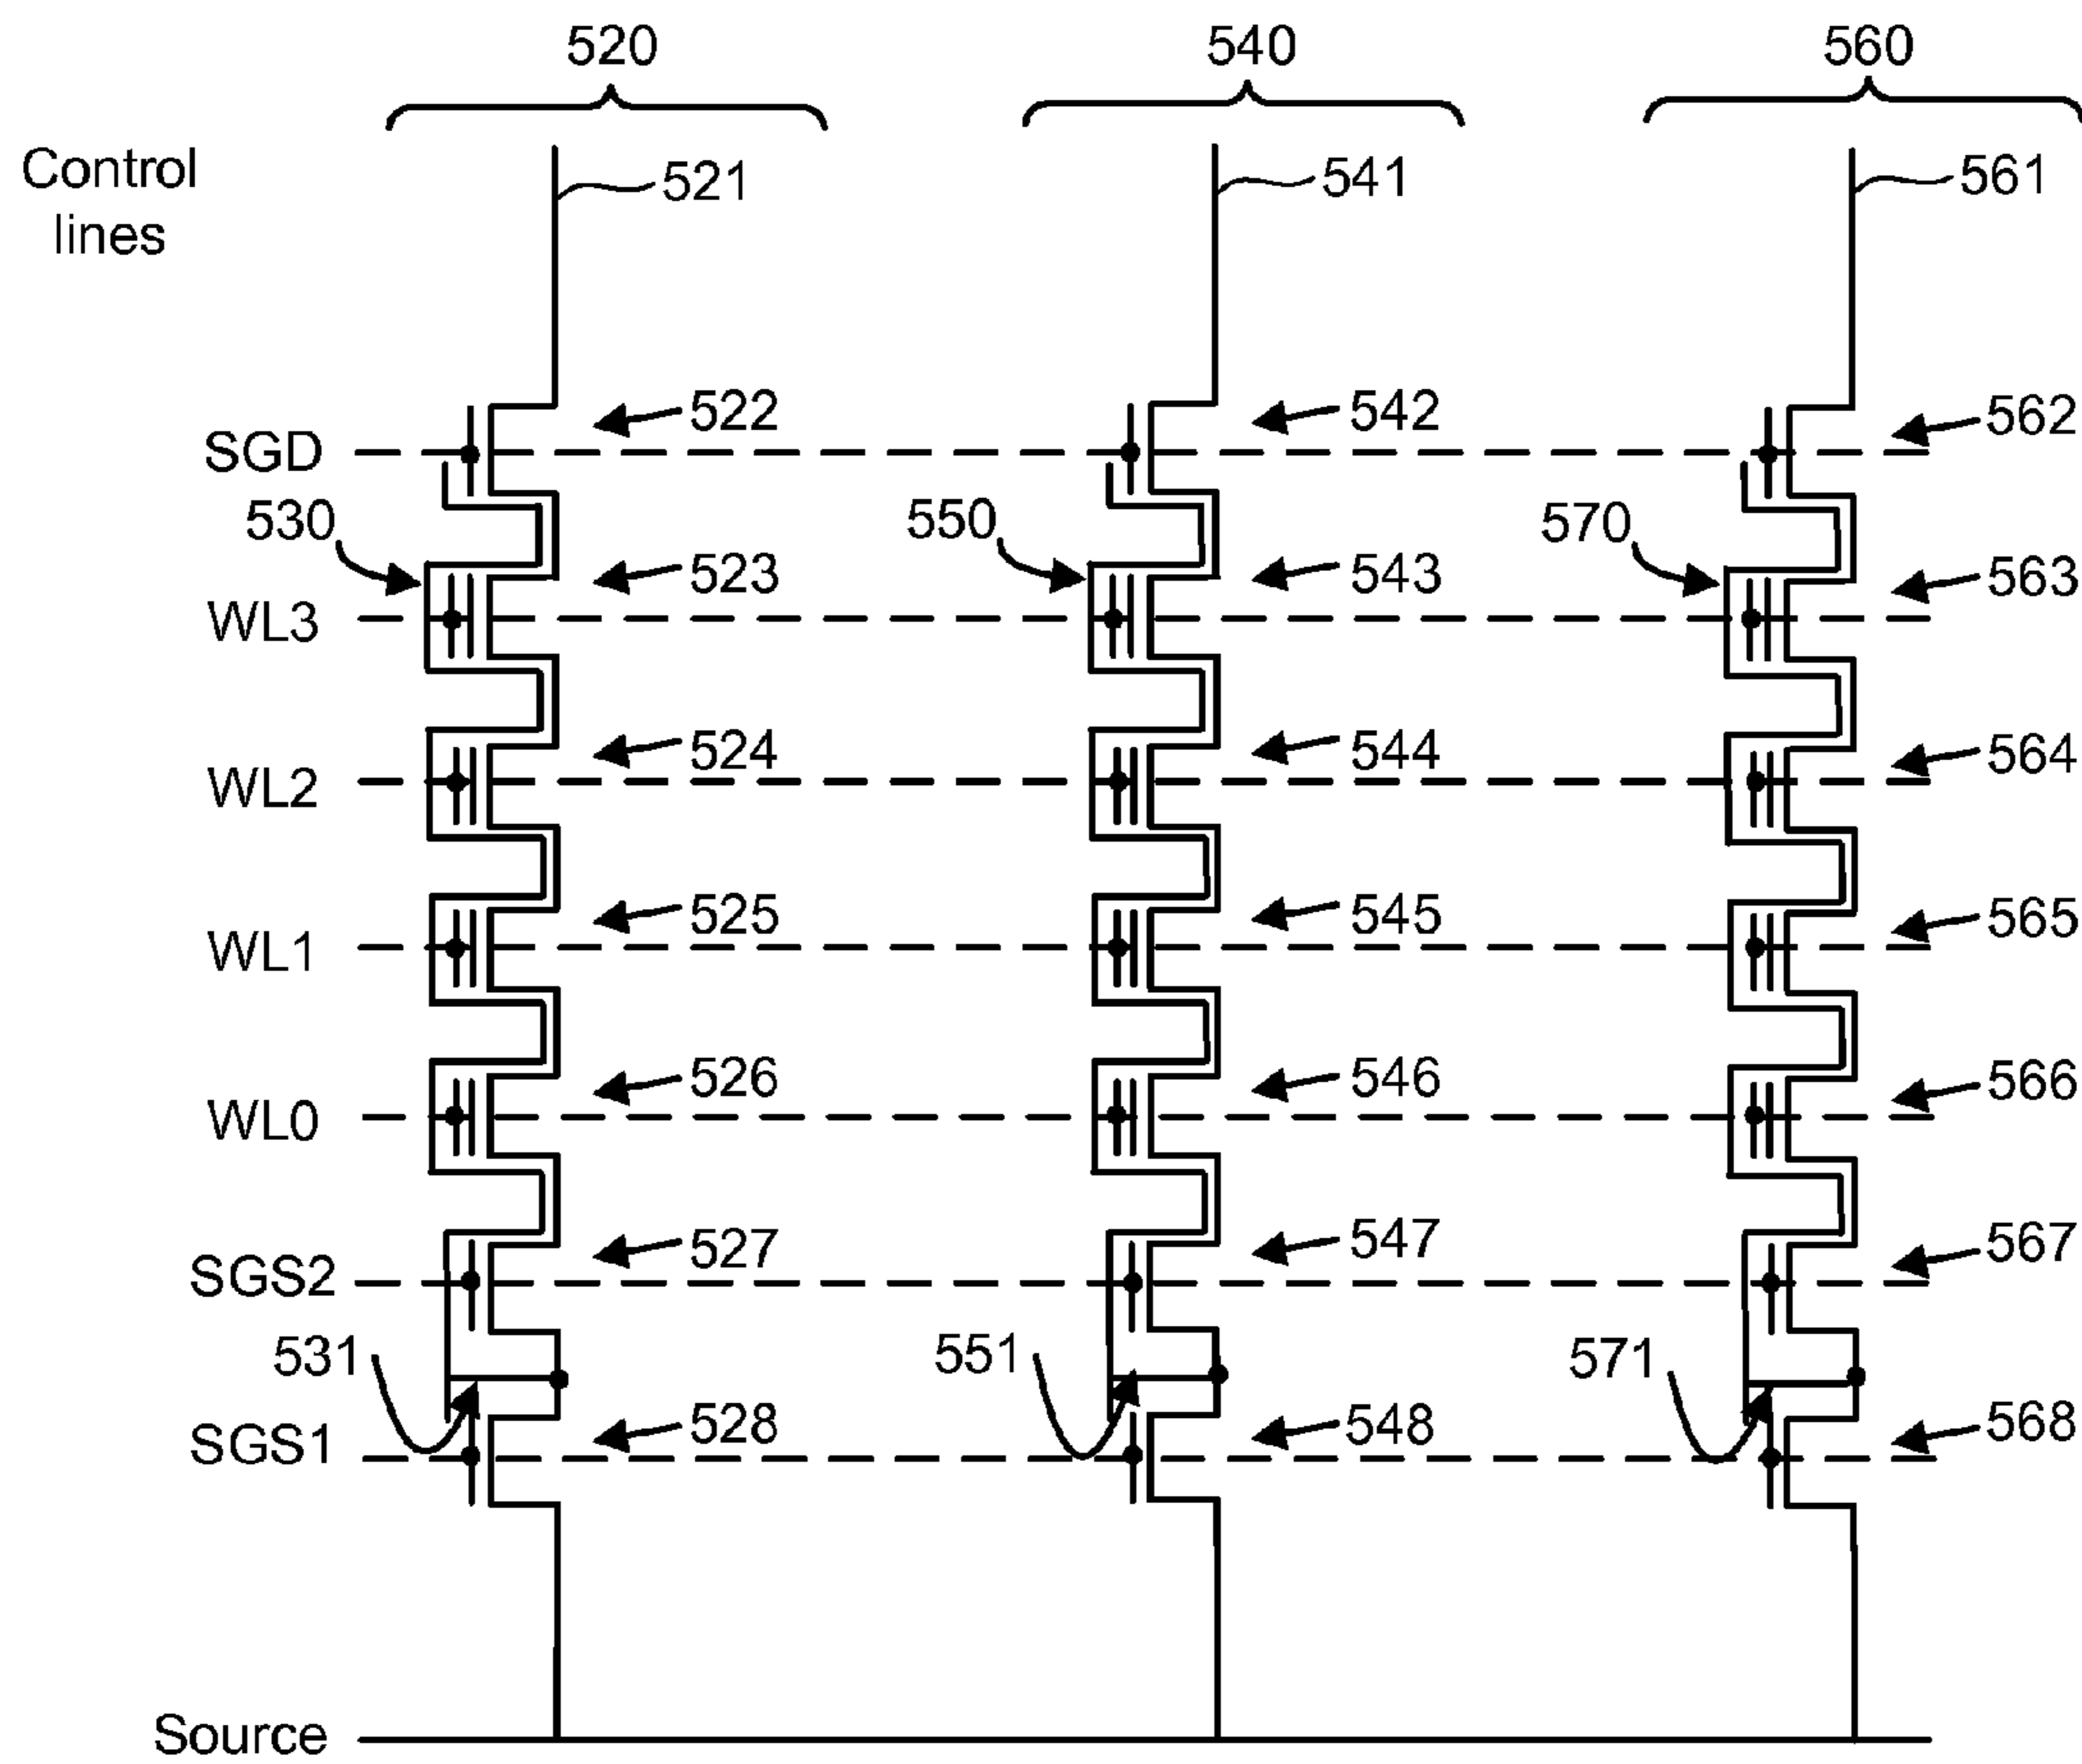 520 540 560
Control
lines
521 541 561
SGD 522 542 562
530 550 570
WL3 523 543 563
WL2 524 544 564
WL1 525 545 565
WL0 526 546 566
SGS2 527 547 567
531 551 571
SGS1 528 548 568
Source